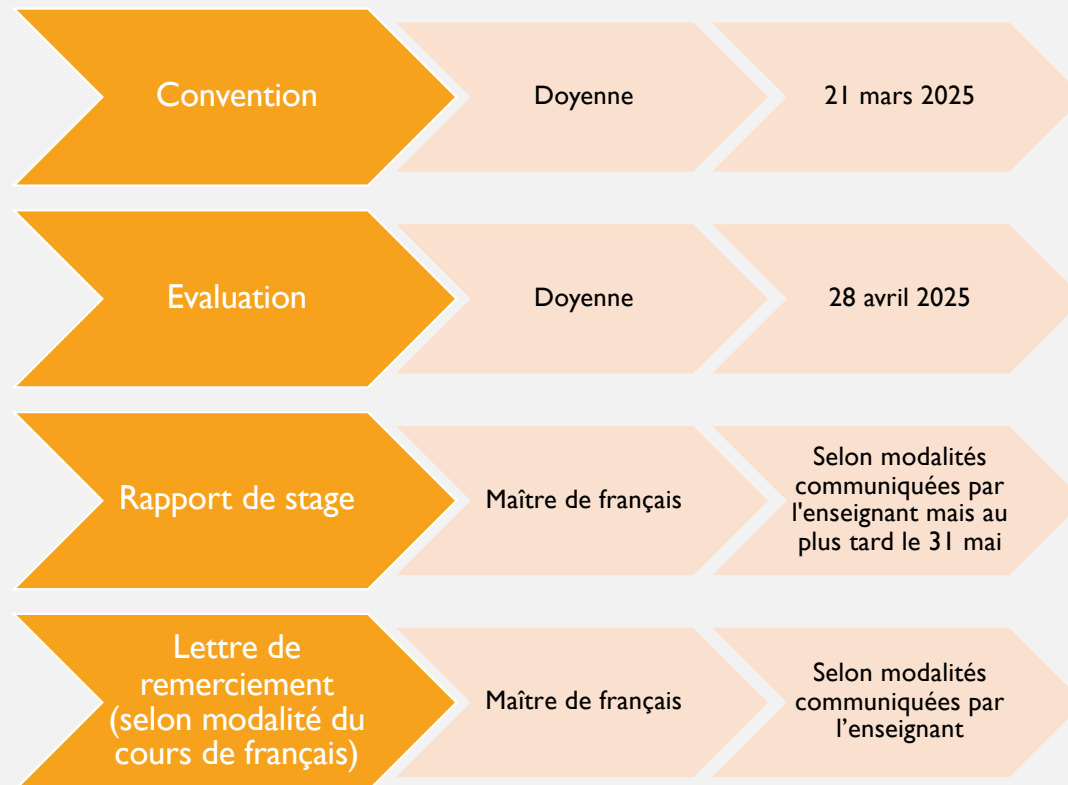 Convention
Doyenne
21 mars 2025
Evaluation
Doyenne
28 avril 2025
Rapport de stage
Maître de français
Selon modalités
communiquées par
l'enseignant mais au
plus tard le 31 mai
Lettre de
remerciement
(selon modalité du
cours de français)
Maître de français
Selon modalités
communiquées par
l’enseignant